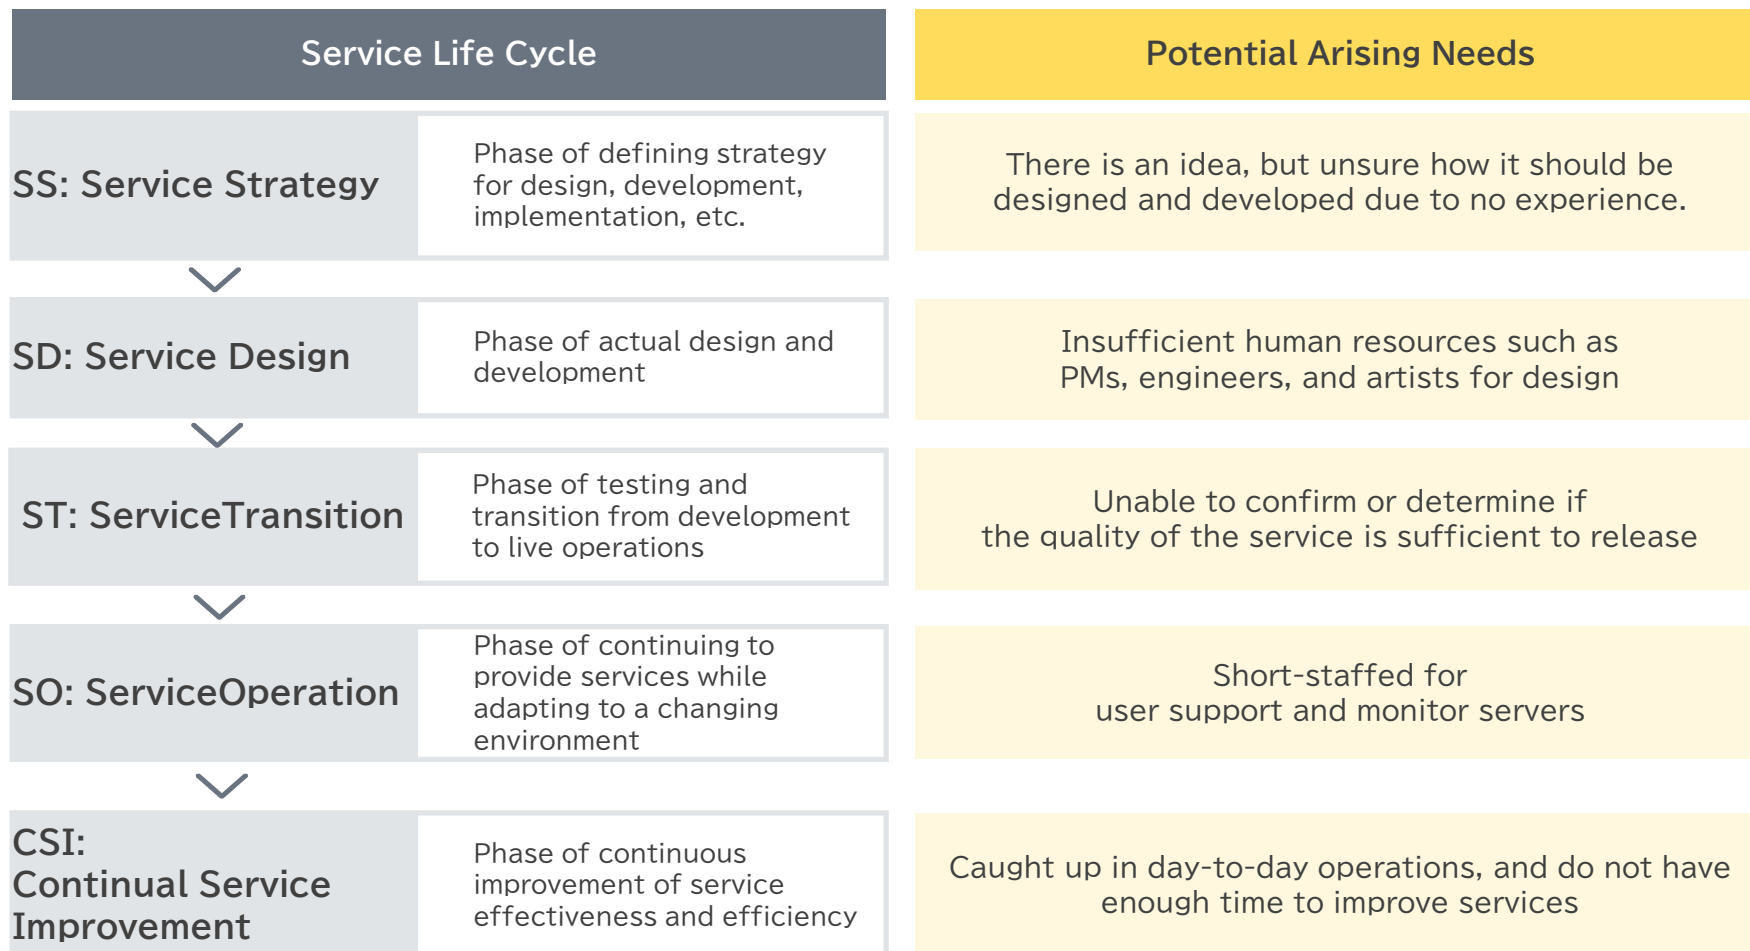 Service Life Cycle
Potential Arising Needs
SS: Service Strategy
Phase of defining strategy
for design, development,
implementation, etc.
There is an idea, but unsure how it should be
designed and developed due to no experience.
SD: Service Design
Phase of actual design and
development
Insufficient human resources such as
PMs, engineers, and artists for design
ST: ServiceTransition
Phase of testing and
transition from development
to live operations
Unable to confirm or determine if
the quality of the service is sufficient to release
SO: ServiceOperation
Phase of continuing to
provide services while
adapting to a changing
environment
Short-staffed for
user support and monitor servers
CSI:
Continual Service
Improvement
Phase of continuous
improvement of service
effectiveness and efficiency
Caught up in day-to-day operations, and do not have
enough time to improve services